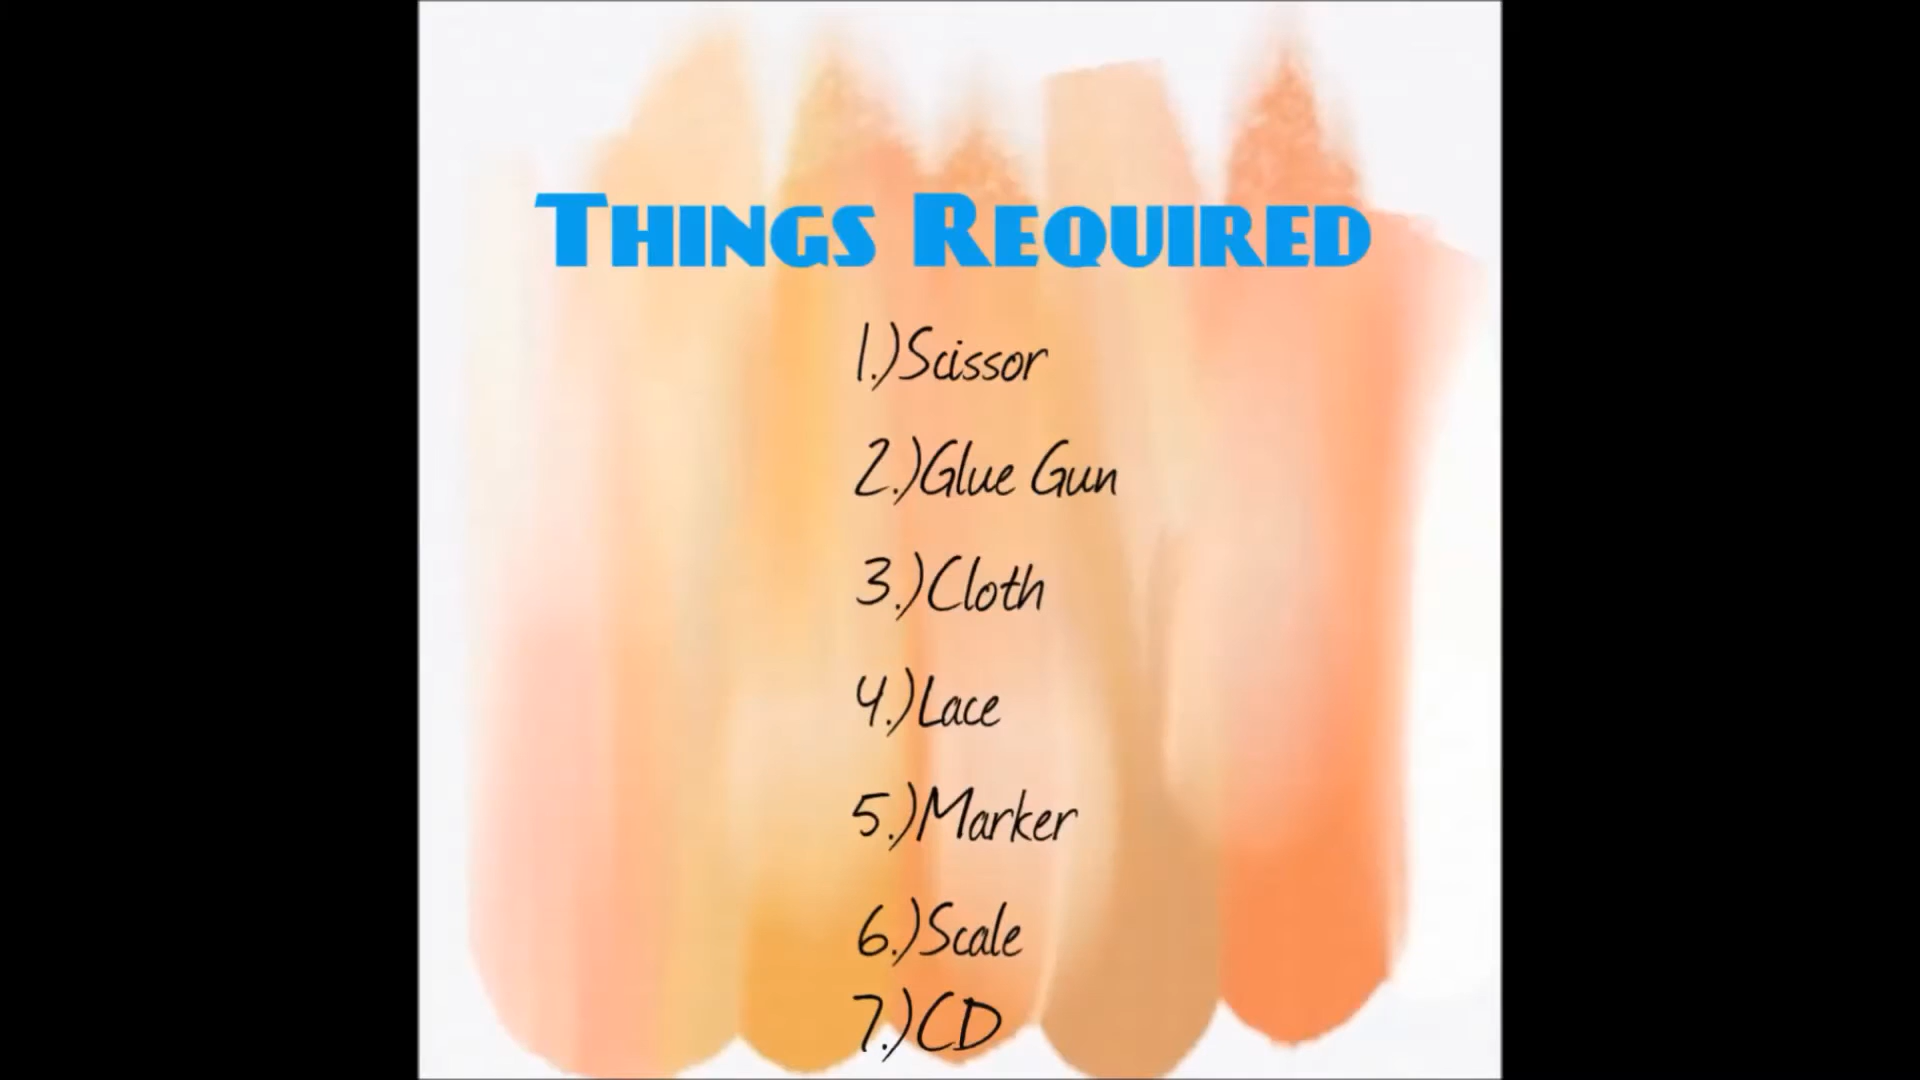 Things Required
1.)Scissor
2.)Glue Gun
3.)Cloth
4.)Lace
5.)Marker
6.)Scale
7.)CD